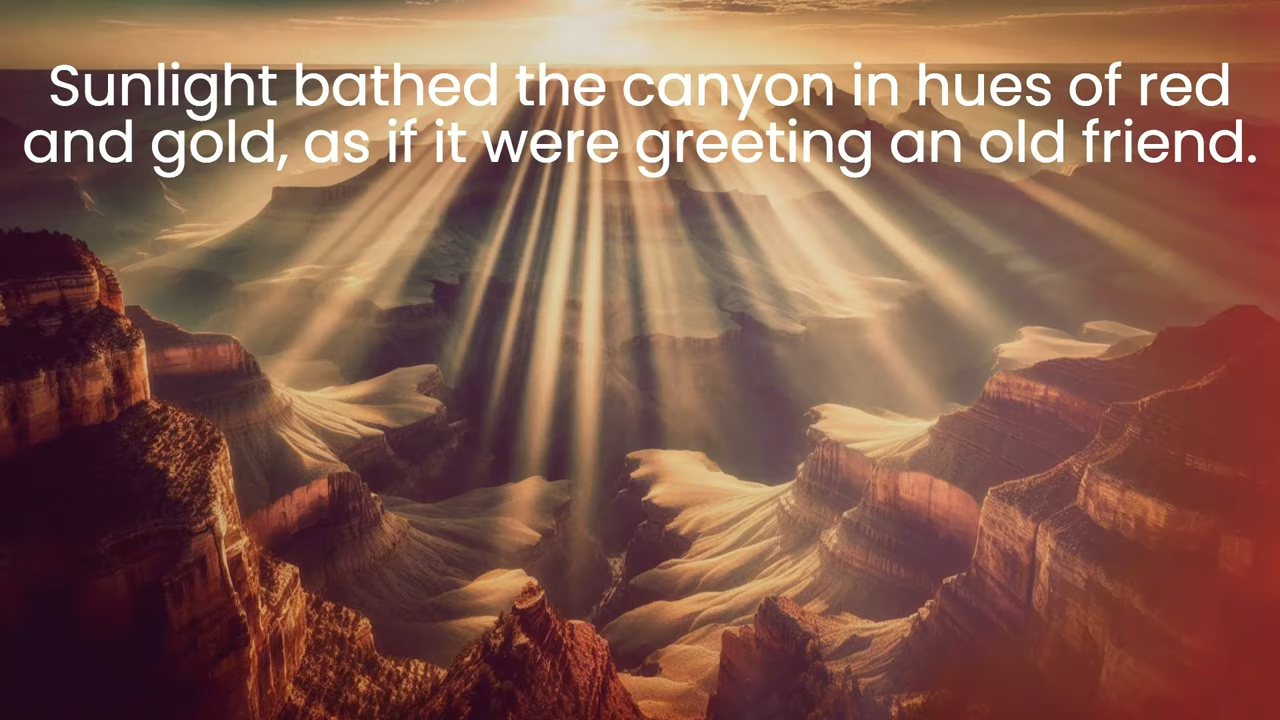 Sunlight bathed the canyon in hues of red
and gold, as if it were greeting an old friend.